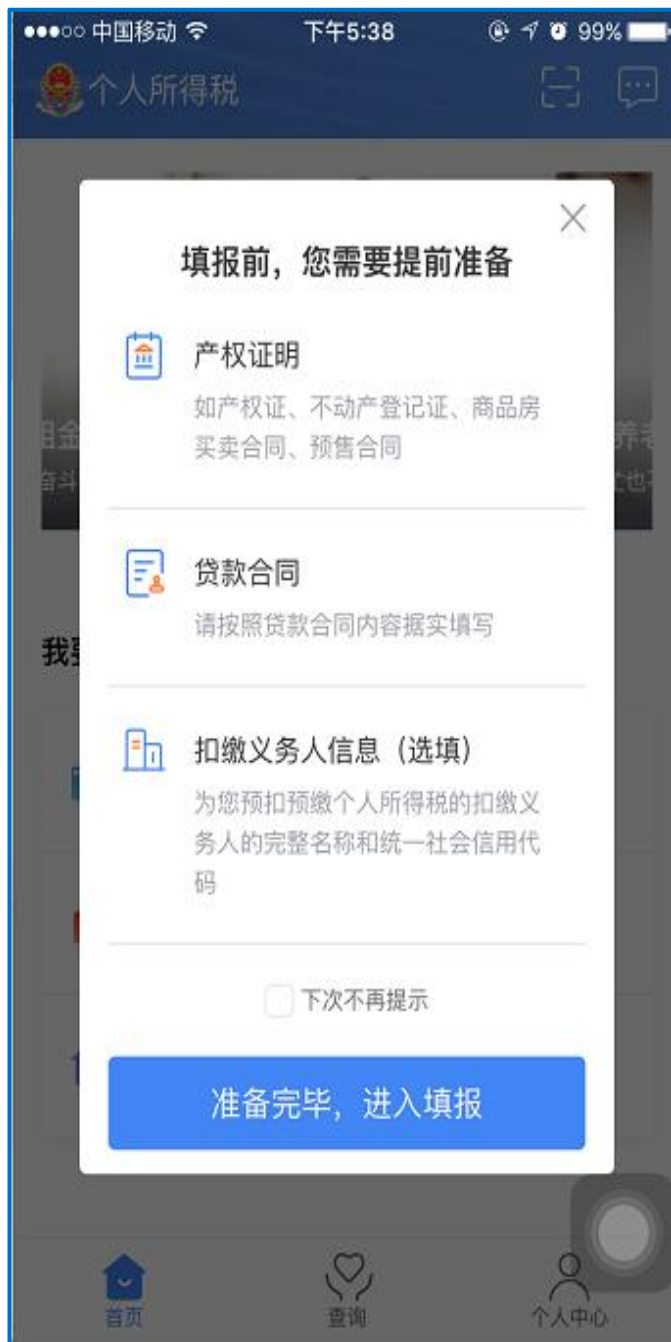 中国移动 下午5:38 99%
个人所得税
填报前，您需要提前准备
产权证明
如产权证、不动产登记证、商品房
买卖合同、预售合同
贷款合同
请按照贷款合同内容据实填写
扣缴义务人信息（选填）
为您预扣预缴个人所得税的扣缴义
务人的完整名称和统一社会信用代
码
下次不再提示
准备完毕，进入填报
首页 查询 个人中心